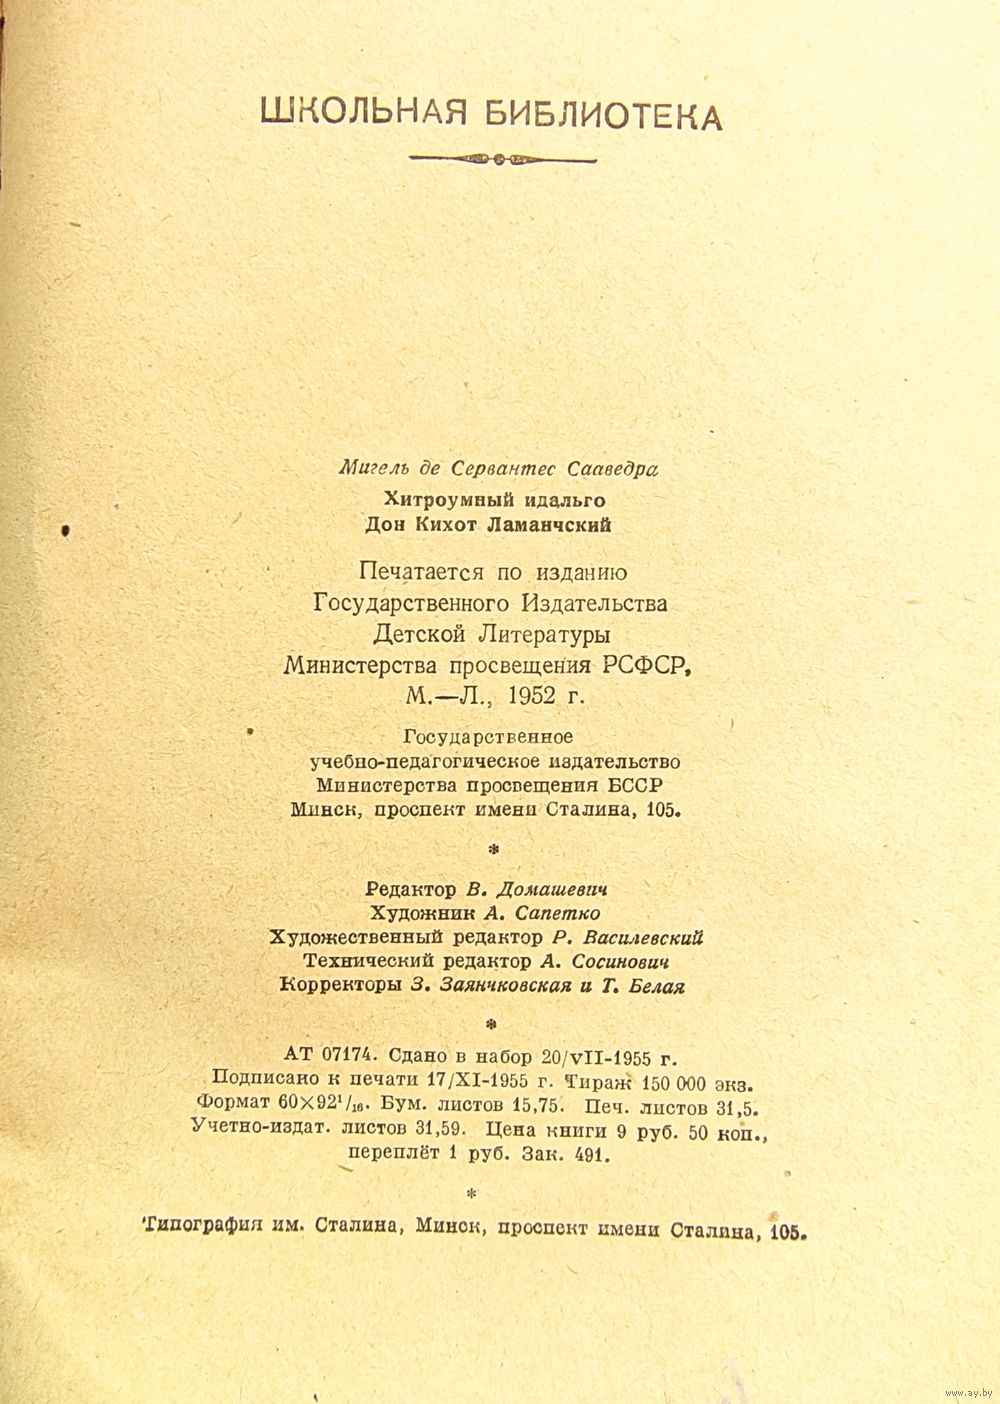 ШКОЛЬНАЯ БИБЛИОТЕКА
Мигель де Сервантес Сааведра
Хитроумный идальго
Дон Кихот Ламанчский
Печатается по изданию
Государственного Издательства
Детской Литературы
Министерства просвещения РСФСР,
М.—Л., 1952 г.
Государственное
учебно-педагогическое издательство
Министерства просвещения БССР
Минск, проспект имени Сталина, 105.
*
Редактор В. Домашевич
Художник А. Сапетко
Художественный редактор Р. Василевский
Технический редактор А. Сосинович
Корректоры З. Заянчковская и Т. Белая
*
АТ 07174. Сдано в набор 20/VII-1955 г.
Подписано к печати 17/XI-1955 г. Тираж 150 000 экз.
Формат 60×92¹/₁₆. Бум. листов 15,75. Печ. листов 31,5.
Учетно-издат. листов 31,59. Цена книги 9 руб. 50 коп.,
переплёт 1 руб. Зак. 491.
*
Типография им. Сталина, Минск, проспект имени Сталина, 105.
www.ay.by